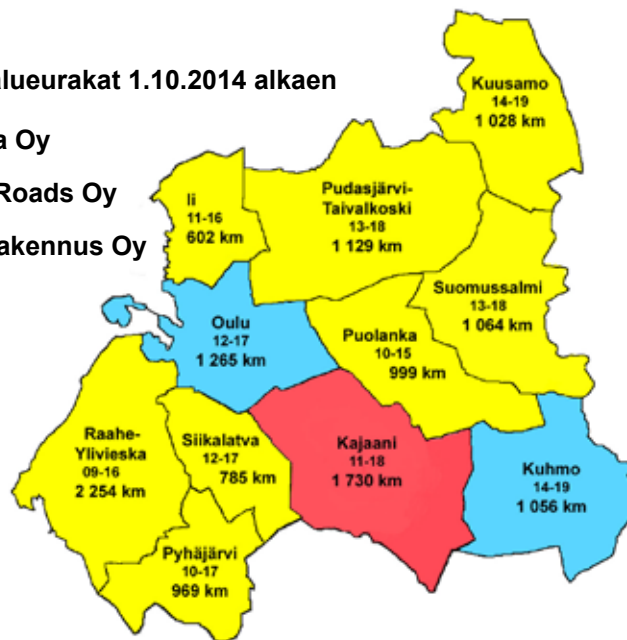 lueurakat 1.10.2014 alkaen
a Oy
Roads Oy
akennus Oy
Kuusamo
14-19
1 028 km
Ii
11-16
602 km
Pudasjärvi-
Taivalkoski
13-18
1 129 km
Suomussalmi
13-18
1 064 km
Oulu
12-17
1 265 km
Puolanka
10-15
999 km
Raahe-
Ylivieska
09-16
2 254 km
Siikalatva
12-17
785 km
Kajaani
11-18
1 730 km
Kuhmo
14-19
1 056 km
Pyhäjärvi
10-17
969 km